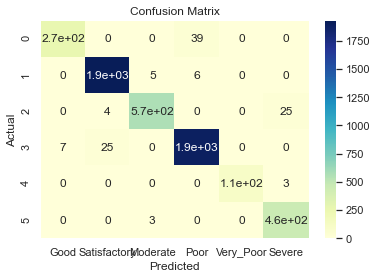 Confusion Matrix
0 2.7e+02 0 0 39 0 0
1 0 1.9e+03 5 6 0 0
2 0 4 5.7e+02 0 0 25
3 7 25 0 1.9e+03 0 0
4 0 0 0 0 1.1e+02 3
5 0 0 3 0 0 4.6e+02
Good Satisfactory Moderate Poor Very_Poor Severe
Predicted
Actual
1750
1500
1250
1000
750
500
250
0